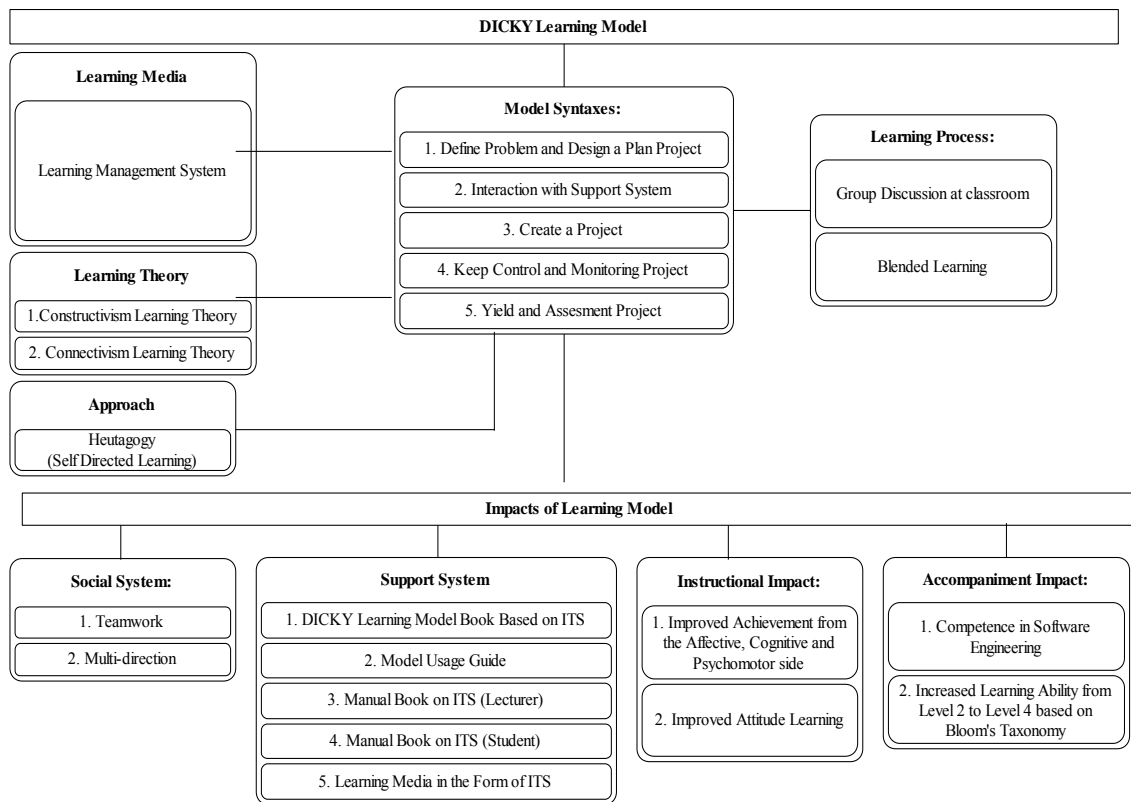 DICKY Learning Model
Learning Media
Learning Management System
Learning Theory
1.Constructivism Learning Theory
2. Connectivism Learning Theory
Approach
Heutagogy
(Self Directed Learning)
Model Syntaxes:
1. Define Problem and Design a Plan Project
2. Interaction with Support System
3. Create a Project
4. Keep Control and Monitoring Project
5. Yield and Assesment Project
Learning Process:
Group Discussion at classroom
Blended Learning
Impacts of Learning Model
Social System:
1. Teamwork
2. Multi-direction
Support System
1. DICKY Learning Model Book Based on ITS
2. Model Usage Guide
3. Manual Book on ITS (Lecturer)
4. Manual Book on ITS (Student)
5. Learning Media in the Form of ITS
Instructional Impact:
1. Improved Achievement from
the Affective, Cognitive and
Psychomotor side
2. Improved Attitude Learning
Accompaniment Impact:
1. Competence in Software
Engineering
2. Increased Learning Ability from
Level 2 to Level 4 based on
Bloom's Taxonomy